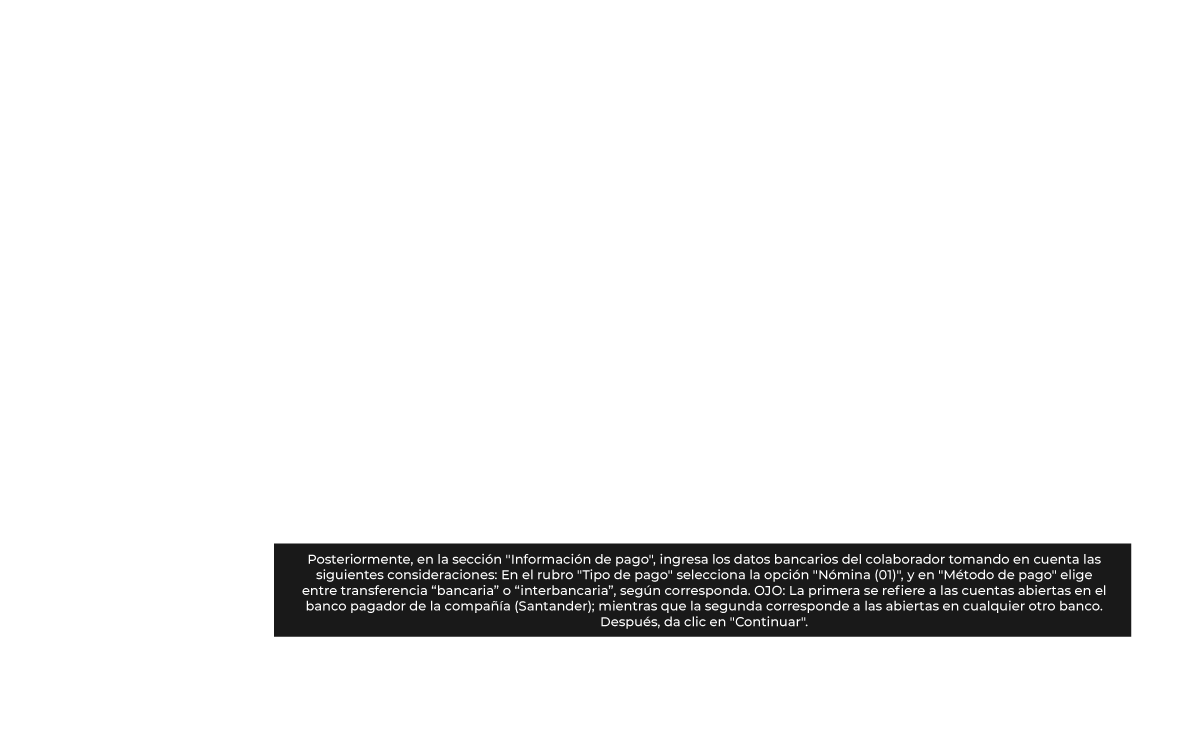 Posteriormente, en la sección "Información de pago", ingresa los datos bancarios del colaborador tomando en cuenta las
siguientes consideraciones: En el rubro "Tipo de pago" selecciona la opción "Nómina (01)", y en "Método de pago" elige
entre transferencia “bancaria” o “interbancaria”, según corresponda. OJO: La primera se refiere a las cuentas abiertas en el
banco pagador de la compañía (Santander); mientras que la segunda corresponde a las abiertas en cualquier otro banco.
Después, da clic en "Continuar".